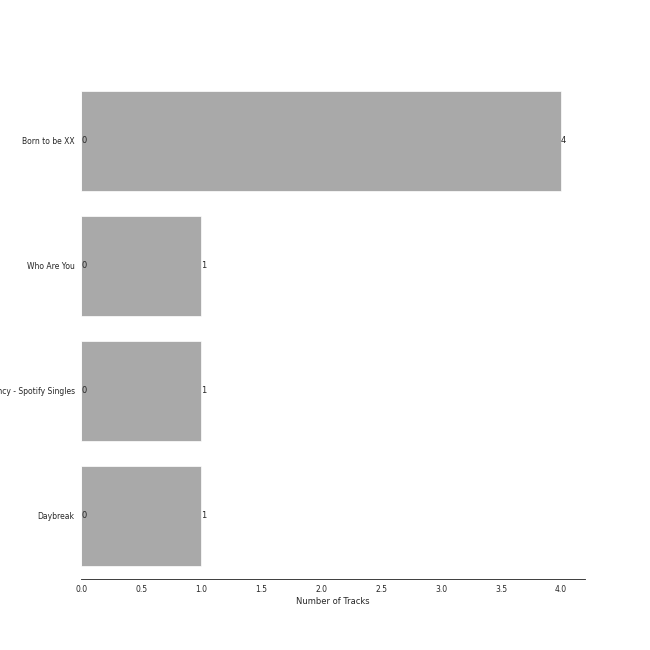 Born to be XX 0 4
Who Are You 0 1
- Spotify Singles 0 1
Daybreak 0 1
0.0 0.5 1.0 1.5 2.0 2.5 3.0 3.5 4.0
Number of Tracks